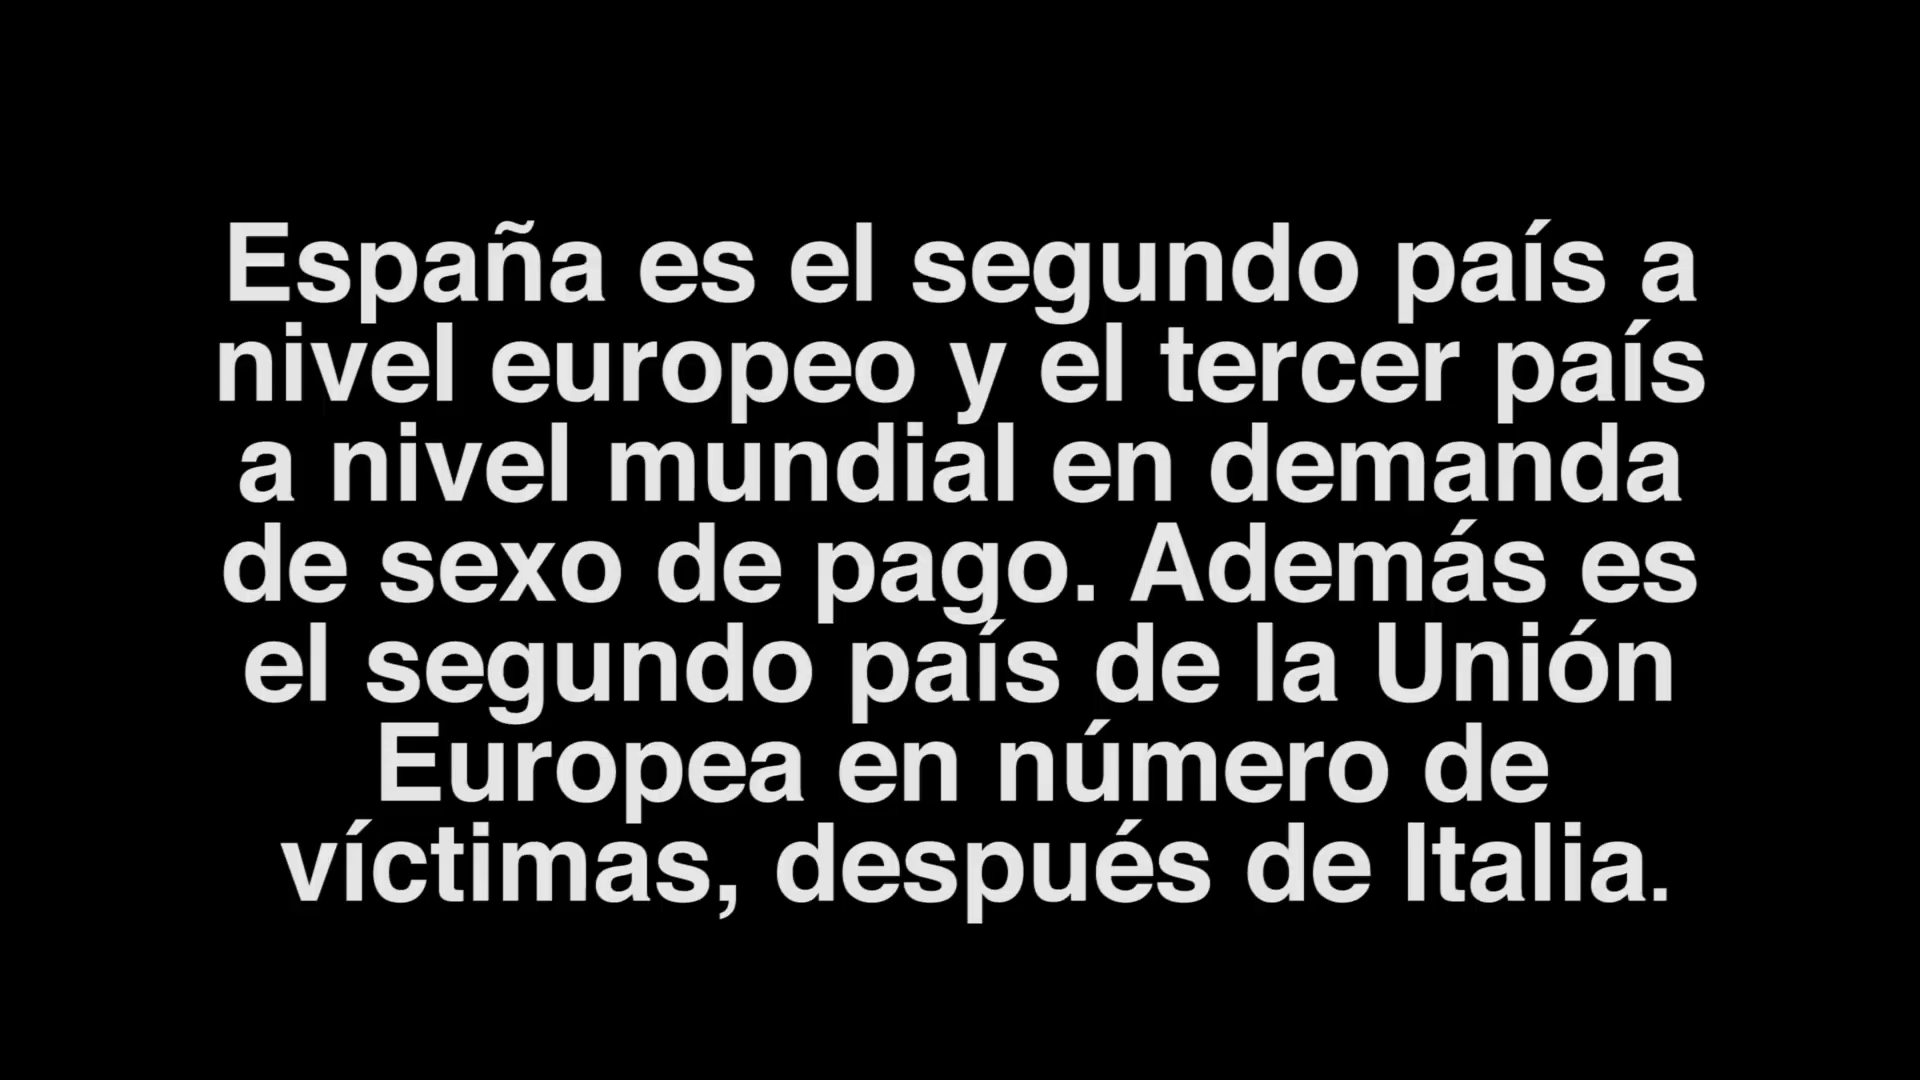 España es el segundo país a
nivel europeo y el tercer país
a nivel mundial en demanda
de sexo de pago. Además es
el segundo país de la Unión
Europea en número de
víctimas, después de Italia.